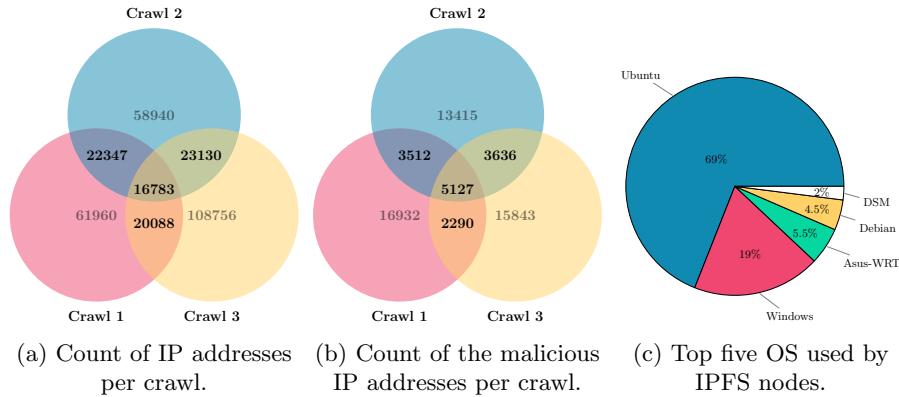 Crawl 2
58940
22347
23130
16783
61960
20088
108756
Crawl 1
Crawl 3
(a) Count of IP addresses
per crawl.
Crawl 2
13415
3512
3636
5127
16932
2290
15843
Crawl 1
Crawl 3
(b) Count of the malicious
IP addresses per crawl.
Ubuntu
69%
2%
DSM
4.5%
Debian
5.5%
Asus-WRT
19%
Windows
(c) Top five OS used by
IPFS nodes.